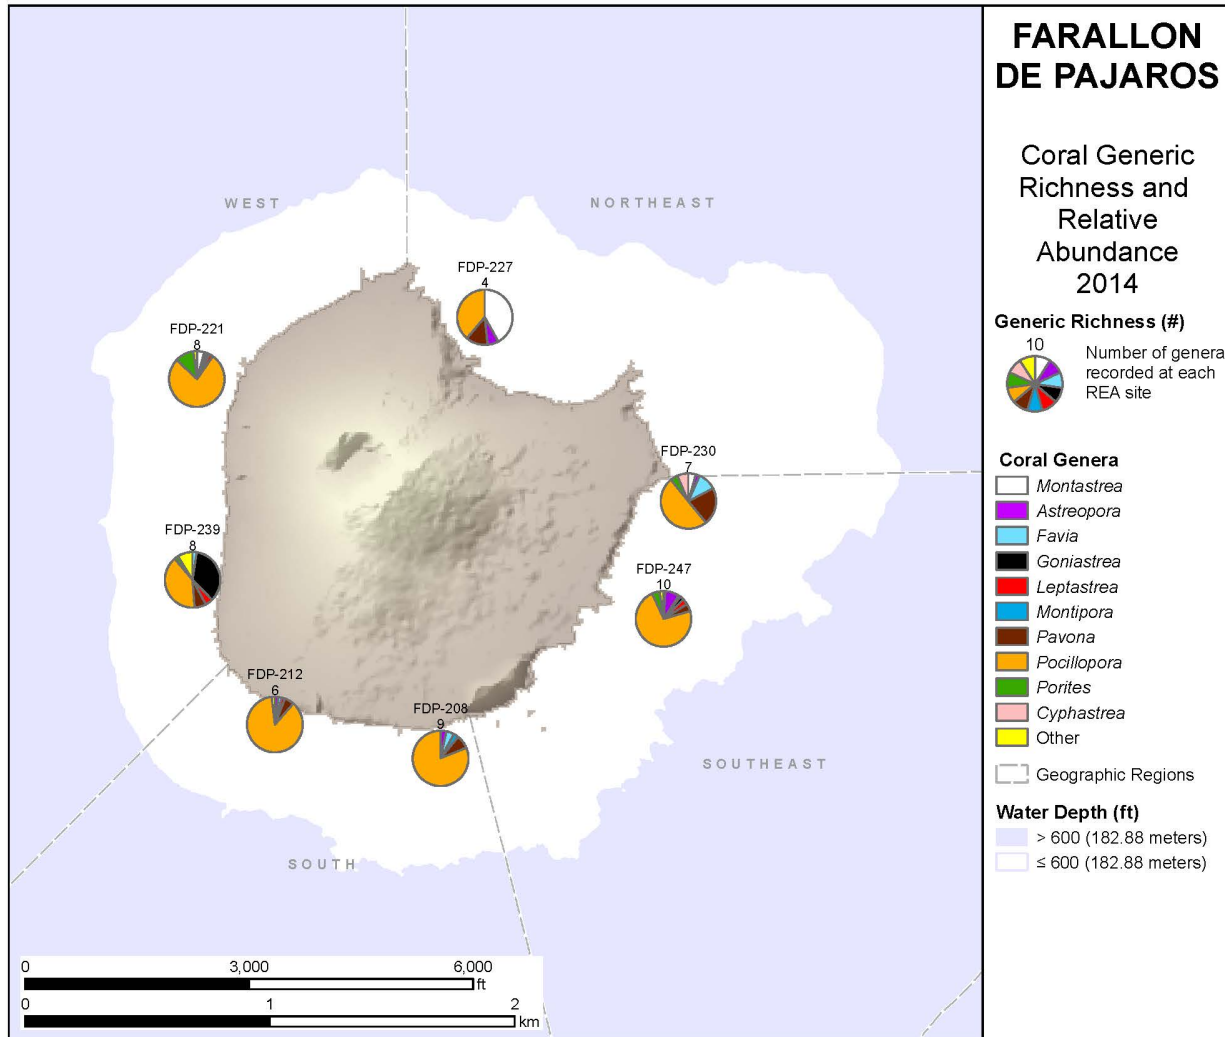 FARALLON
DE PAJAROS
Coral Generic
Richness and
Relative
Abundance
2014
Generic Richness (#)
10
Number of genera
recorded at each
REA site
Coral Genera
Montastrea
Astreopora
Favia
Goniastrea
Leptastrea
Montipora
Pavona
Pocillopora
Porites
Cyphastrea
Other
Geographic Regions
Water Depth (ft)
> 600 (182.88 meters)
≤ 600 (182.88 meters)
WEST
NORTHEAST
FDP-227
4
FDP-221
8
FDP-230
7
FDP-239
8
FDP-247
10
FDP-212
6
FDP-208
9
SOUTHEAST
SOUTH
0 3,000 6,000
ft
0 1 2
km